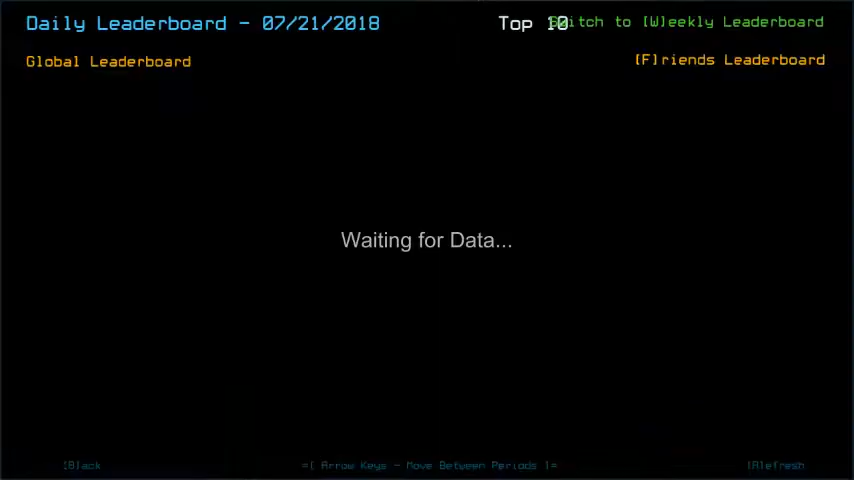 Daily Leaderboard - 07/21/2018
Top 10
Switch to [W]eekly Leaderboard
Global Leaderboard
[F]riends Leaderboard
Waiting for Data...
[B]ack
=[ Arrow Keys - Move Between Periods ]=
[R]efresh